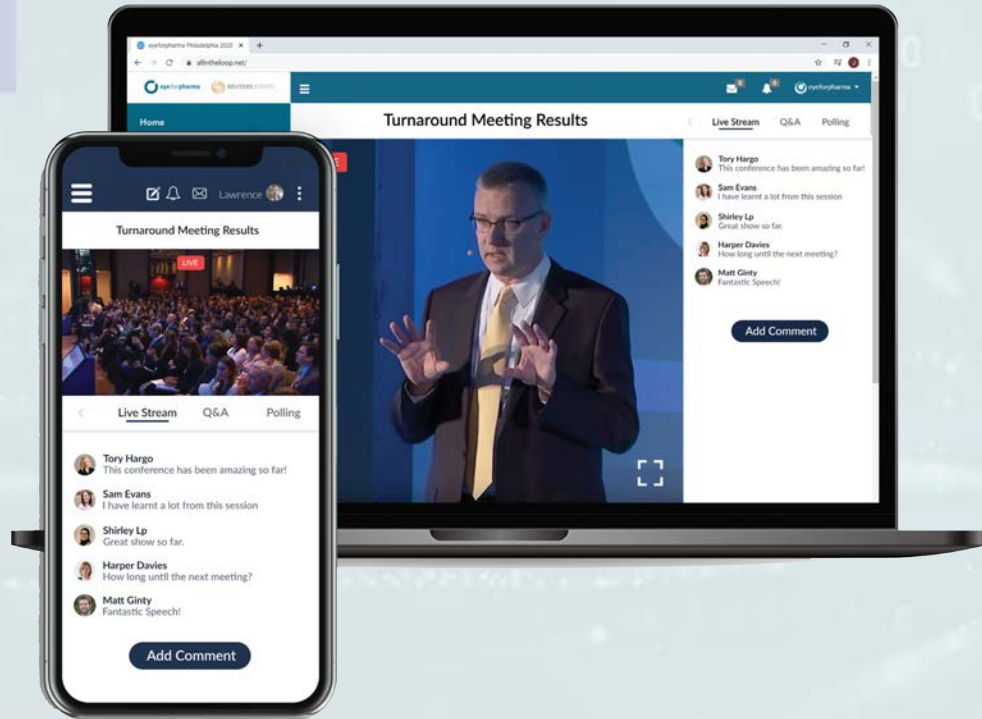 eyeforpharma Philadelphia 2020
allintheloop.net/
eyeforpharma
REUTERS EVENTS
eyeforpharma
Home
Turnaround Meeting Results
Live Stream
Q&A
Polling
Tory Hargo
This conference has been amazing so far!
Sam Evans
I have learnt a lot from this session
Shirley Lp
Great show so far.
Harper Davies
How long until the next meeting?
Matt Ginty
Fantastic Speech!
Add Comment
Lawrence
Turnaround Meeting Results
LIVE
Live Stream
Q&A
Polling
Tory Hargo
This conference has been amazing so far!
Sam Evans
I have learnt a lot from this session
Shirley Lp
Great show so far.
Harper Davies
How long until the next meeting?
Matt Ginty
Fantastic Speech!
Add Comment